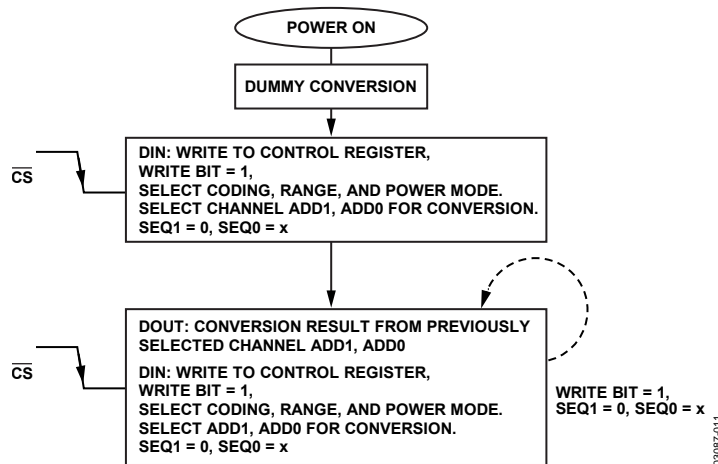 POWER ON
DUMMY CONVERSION
CS
DIN: WRITE TO CONTROL REGISTER,
WRITE BIT = 1,
SELECT CODING, RANGE, AND POWER MODE.
SELECT CHANNEL ADD1, ADD0 FOR CONVERSION.
SEQ1 = 0, SEQ0 = x
CS
DOUT: CONVERSION RESULT FROM PREVIOUSLY
SELECTED CHANNEL ADD1, ADD0
DIN: WRITE TO CONTROL REGISTER,
WRITE BIT = 1,
SELECT CODING, RANGE, AND POWER MODE.
SELECT ADD1, ADD0 FOR CONVERSION.
SEQ1 = 0, SEQ0 = x
WRITE BIT = 1,
SEQ1 = 0, SEQ0 = x
03087-011